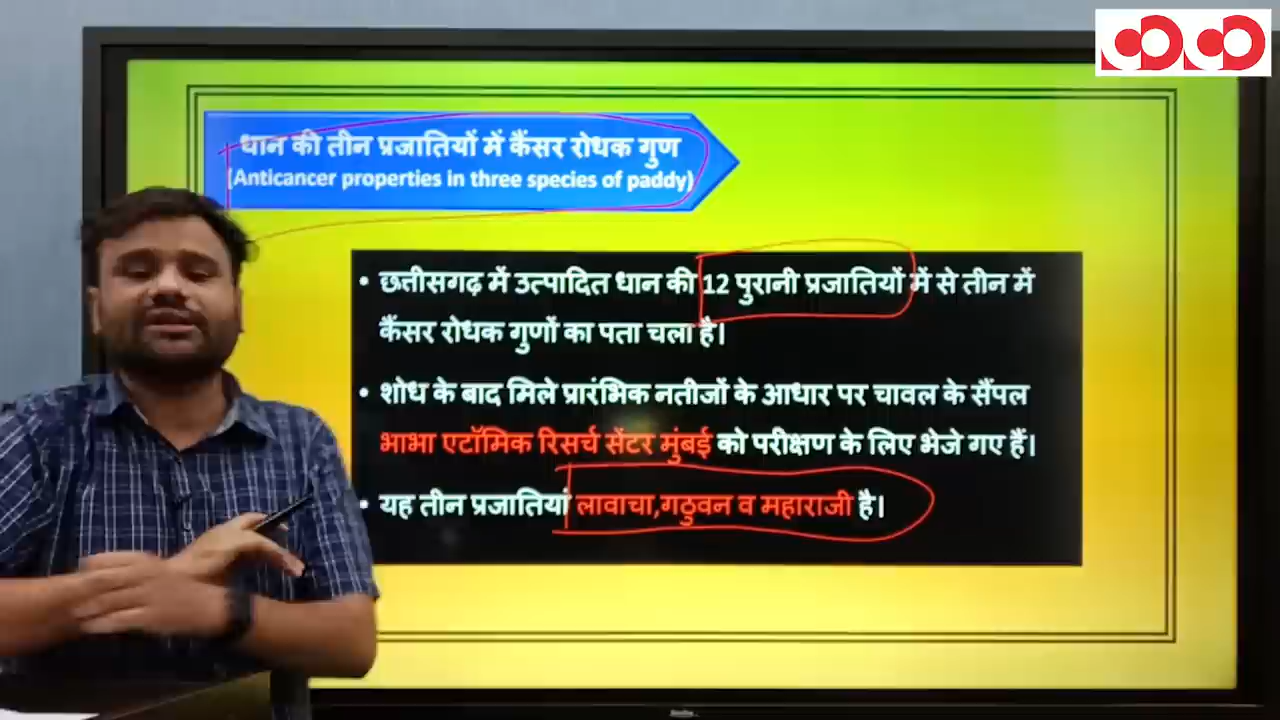 धान की तीन प्रजातियों में कैंसर रोधक गुण
(Anticancer properties in three species of paddy)
• छत्तीसगढ़ में उत्पादित धान की 12 पुरानी प्रजातियों में से तीन में
कैंसर रोधक गुणों का पता चला है।
• शोध के बाद मिले प्रारंभिक नतीजों के आधार पर चावल के सैंपल
भाभा एटॉमिक रिसर्च सेंटर मुंबई को परीक्षण के लिए भेजे गए हैं।
• यह तीन प्रजातियां लावाचा,गठुवन व महाराजी है।